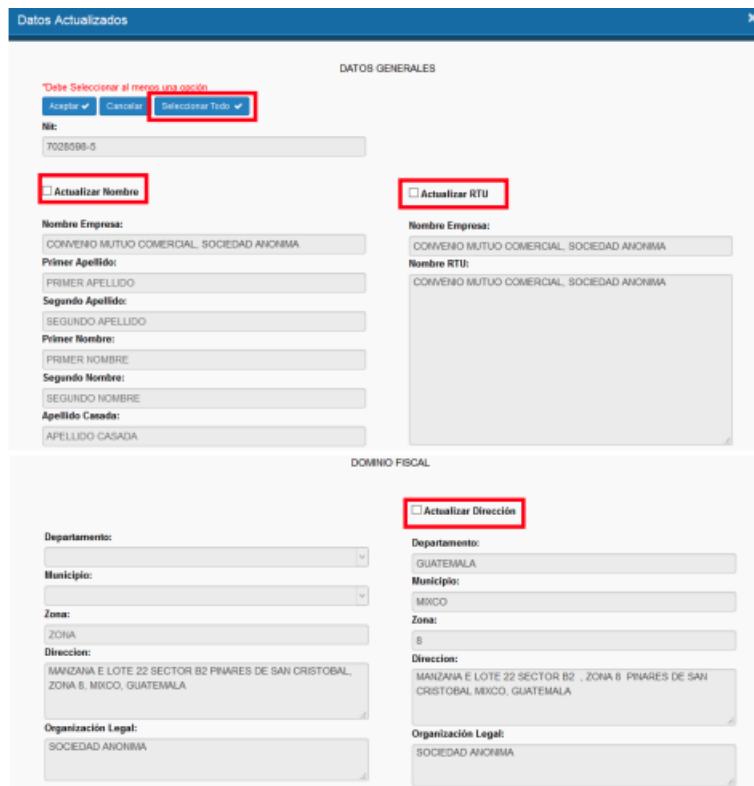 Datos Actualizados
DATOS GENERALES
*Debe Seleccionar al menos una opción
Aceptar Cancelar Seleccionar Todo
Nit:
7028598-5
Actualizar Nombre
Nombre Empresa:
CONVENIO MUTUO COMERCIAL, SOCIEDAD ANONIMA
Primer Apellido:
PRIMER APELLIDO
Segundo Apellido:
SEGUNDO APELLIDO
Primer Nombre:
PRIMER NOMBRE
Segundo Nombre:
SEGUNDO NOMBRE
Apellido Casada:
APELLIDO CASADA
Actualizar RTU
Nombre Empresa:
CONVENIO MUTUO COMERCIAL, SOCIEDAD ANONIMA
Nombre RTU:
CONVENIO MUTUO COMERCIAL, SOCIEDAD ANONIMA
DOMINIO FISCAL
Departamento:
Municipio:
Zona:
ZONA
Direccion:
MANZANA E LOTE 22 SECTOR B2 PINARES DE SAN CRISTOBAL,
ZONA 8, MIXCO, GUATEMALA
Organización Legal:
SOCIEDAD ANONIMA
Actualizar Dirección
Departamento:
GUATEMALA
Municipio:
MIXCO
Zona:
8
Direccion:
MANZANA E LOTE 22 SECTOR B2 , ZONA 8 PINARES DE SAN
CRISTOBAL MIXCO, GUATEMALA
Organización Legal:
SOCIEDAD ANONIMA